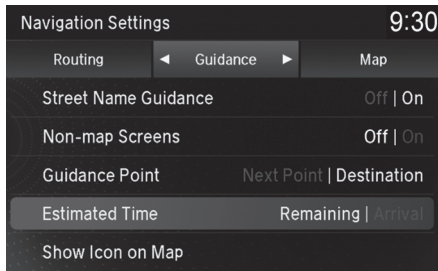 Navigation Settings 9:30
Routing ◄ Guidance ► Map
Street Name Guidance Off | On
Non-map Screens Off | On
Guidance Point Next Point | Destination
Estimated Time Remaining | Arrival
Show Icon on Map